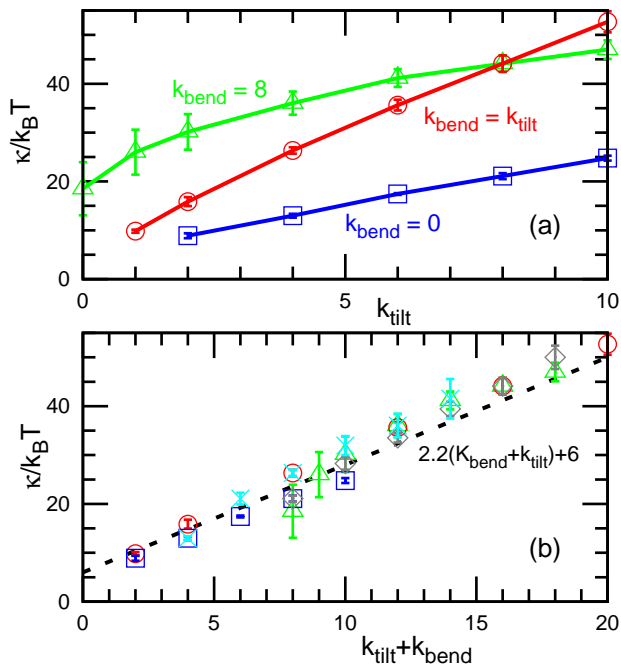 40
20
0
κ/k_BT
k_bend = 8
k_bend = k_tilt
k_bend = 0
(a)
0
5
10
k_tilt
40
20
0
κ/k_BT
2.2(K_bend+k_tilt)+6
(b)
0
5
10
15
20
k_tilt+k_bend